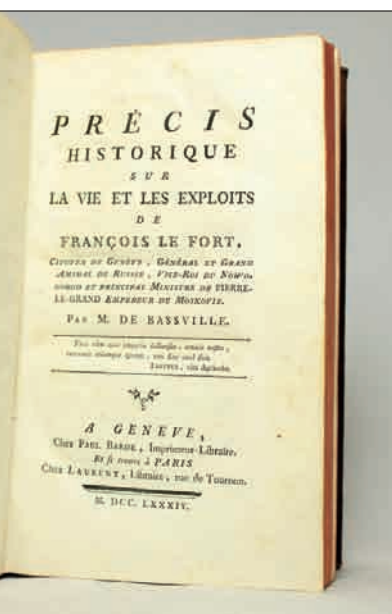 PRÉCIS
HISTORIQUE
SUR
LA VIE ET LES EXPLOITS
DE
FRANÇOIS LE FORT,
CITOYEN DE GENÈVE, GÉNÉRAL ET GRAND
AMIRAL DE RUSSIE, VICE-ROI DU NOWO-
GOROD ET PRINCIPAL MINISTRE DE PIERRE-
LE-GRAND EMPEREUR DE MOSKOVIE.
PAR M. DE BASSVILLE.
TACITUS, vita Agricolæ.
A GENEVE,
Chez PAUL BARDE, Imprimeur-Libraire.
Et se trouve à PARIS
Chez LAURENT, Libraire, rue de Tournon.
M. DCC. LXXXIV.